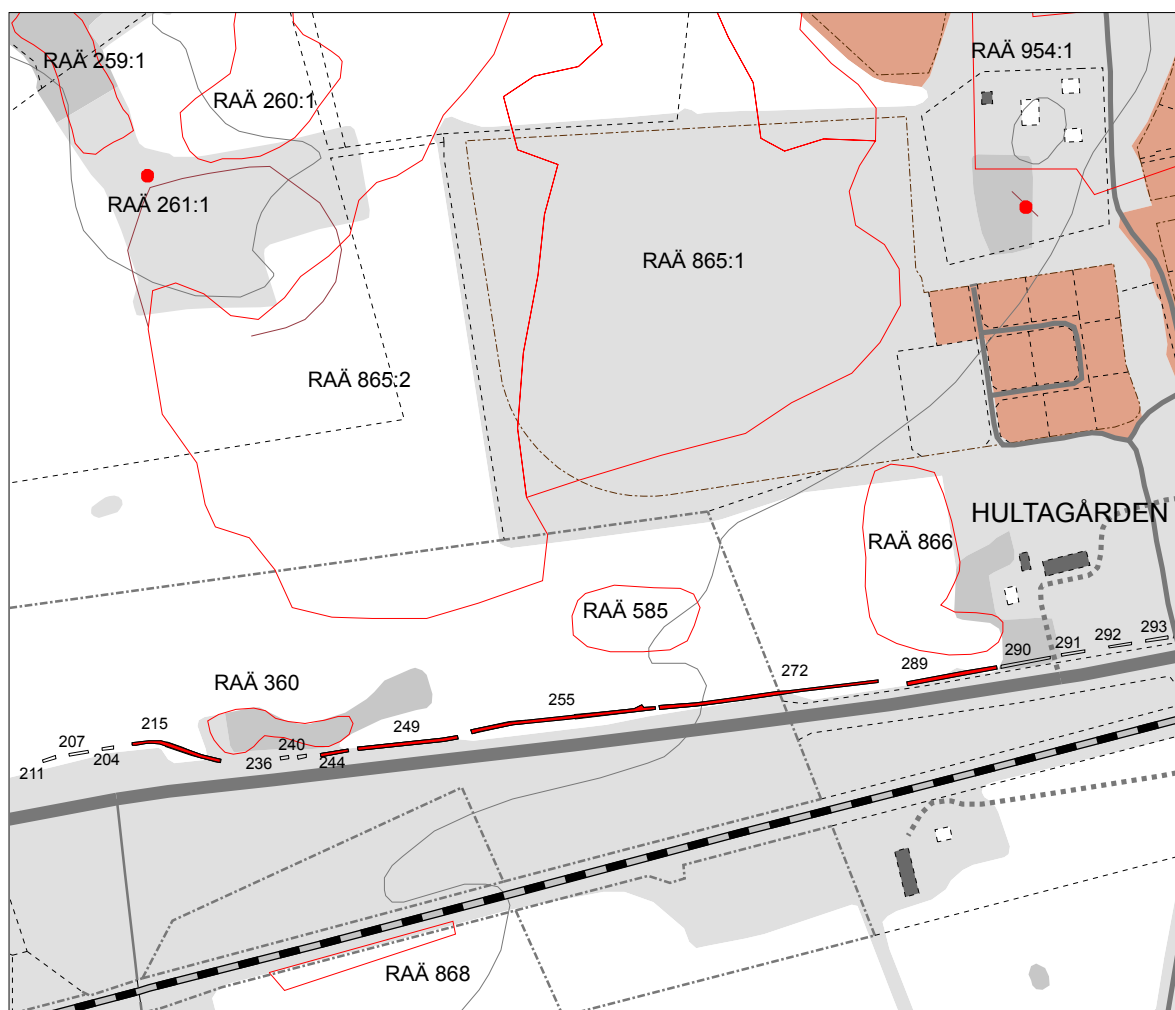 RAÄ 259:1
RAÄ 954:1
RAÄ 260:1
RAÄ 261:1
RAÄ 865:1
RAÄ 865:2
HULTAGÅRDEN
RAÄ 866
RAÄ 585
293
292
291
290
289
272
RAÄ 360
255
215
249
207
240
204
236
244
211
RAÄ 868